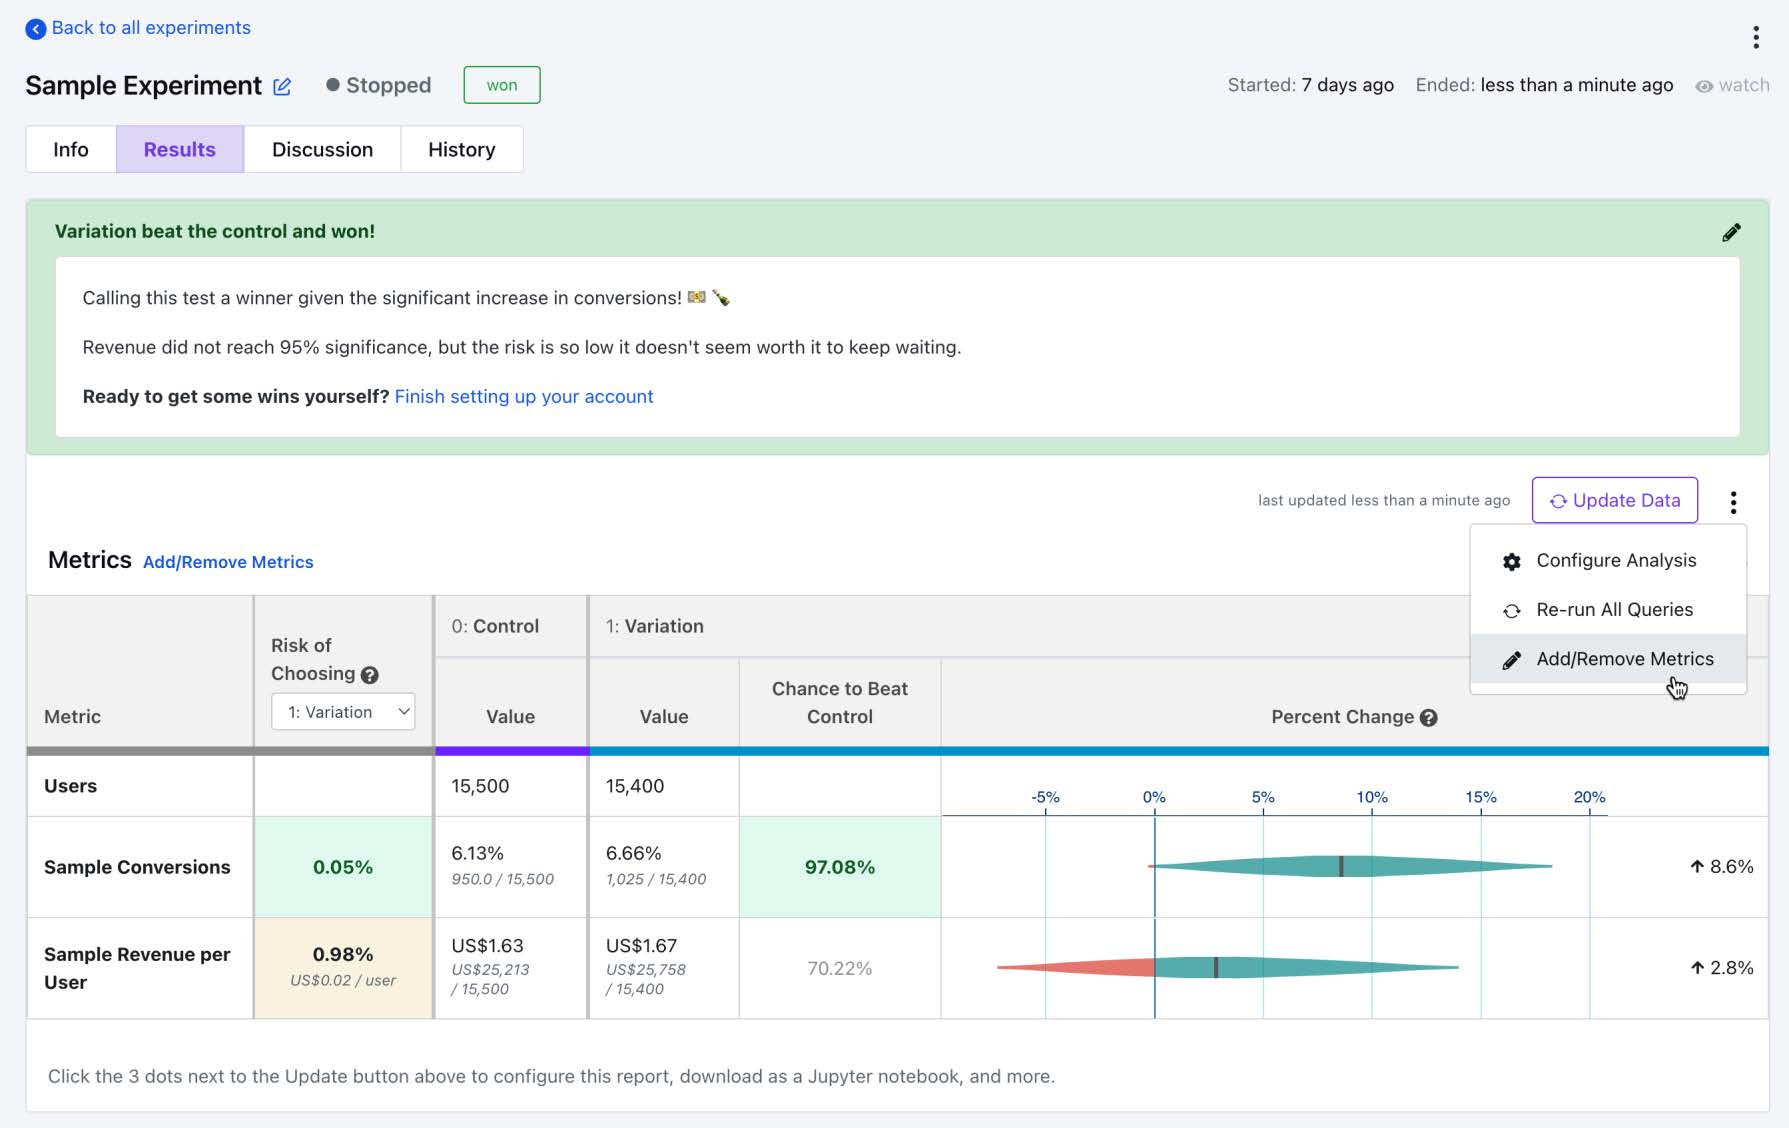 Back to all experiments
Sample Experiment Stopped won Started: 7 days ago Ended: less than a minute ago watch
Info Results Discussion History
Variation beat the control and won!
Calling this test a winner given the significant increase in conversions! 💵 🍾
Revenue did not reach 95% significance, but the risk is so low it doesn't seem worth it to keep waiting.
Ready to get some wins yourself? Finish setting up your account
last updated less than a minute ago Update Data
Configure Analysis
Re-run All Queries
Add/Remove Metrics
Metrics Add/Remove Metrics
Metric
Risk of
Choosing ?
1: Variation
0: Control
Value
1: Variation
Value
Chance to Beat
Control
Percent Change ?
Users 15,500 15,400
-5% 0% 5% 10% 15% 20%
Sample Conversions 0.05% 6.13% 6.66% 97.08% 8.6%
950.0 / 15,500 1,025 / 15,400
Sample Revenue per
User
0.98%
US$0.02 / user
US$1.63
US$25,213
/ 15,500
US$1.67
US$25,758
/ 15,400
70.22%
2.8%
Click the 3 dots next to the Update button above to configure this report, download as a Jupyter notebook, and more.